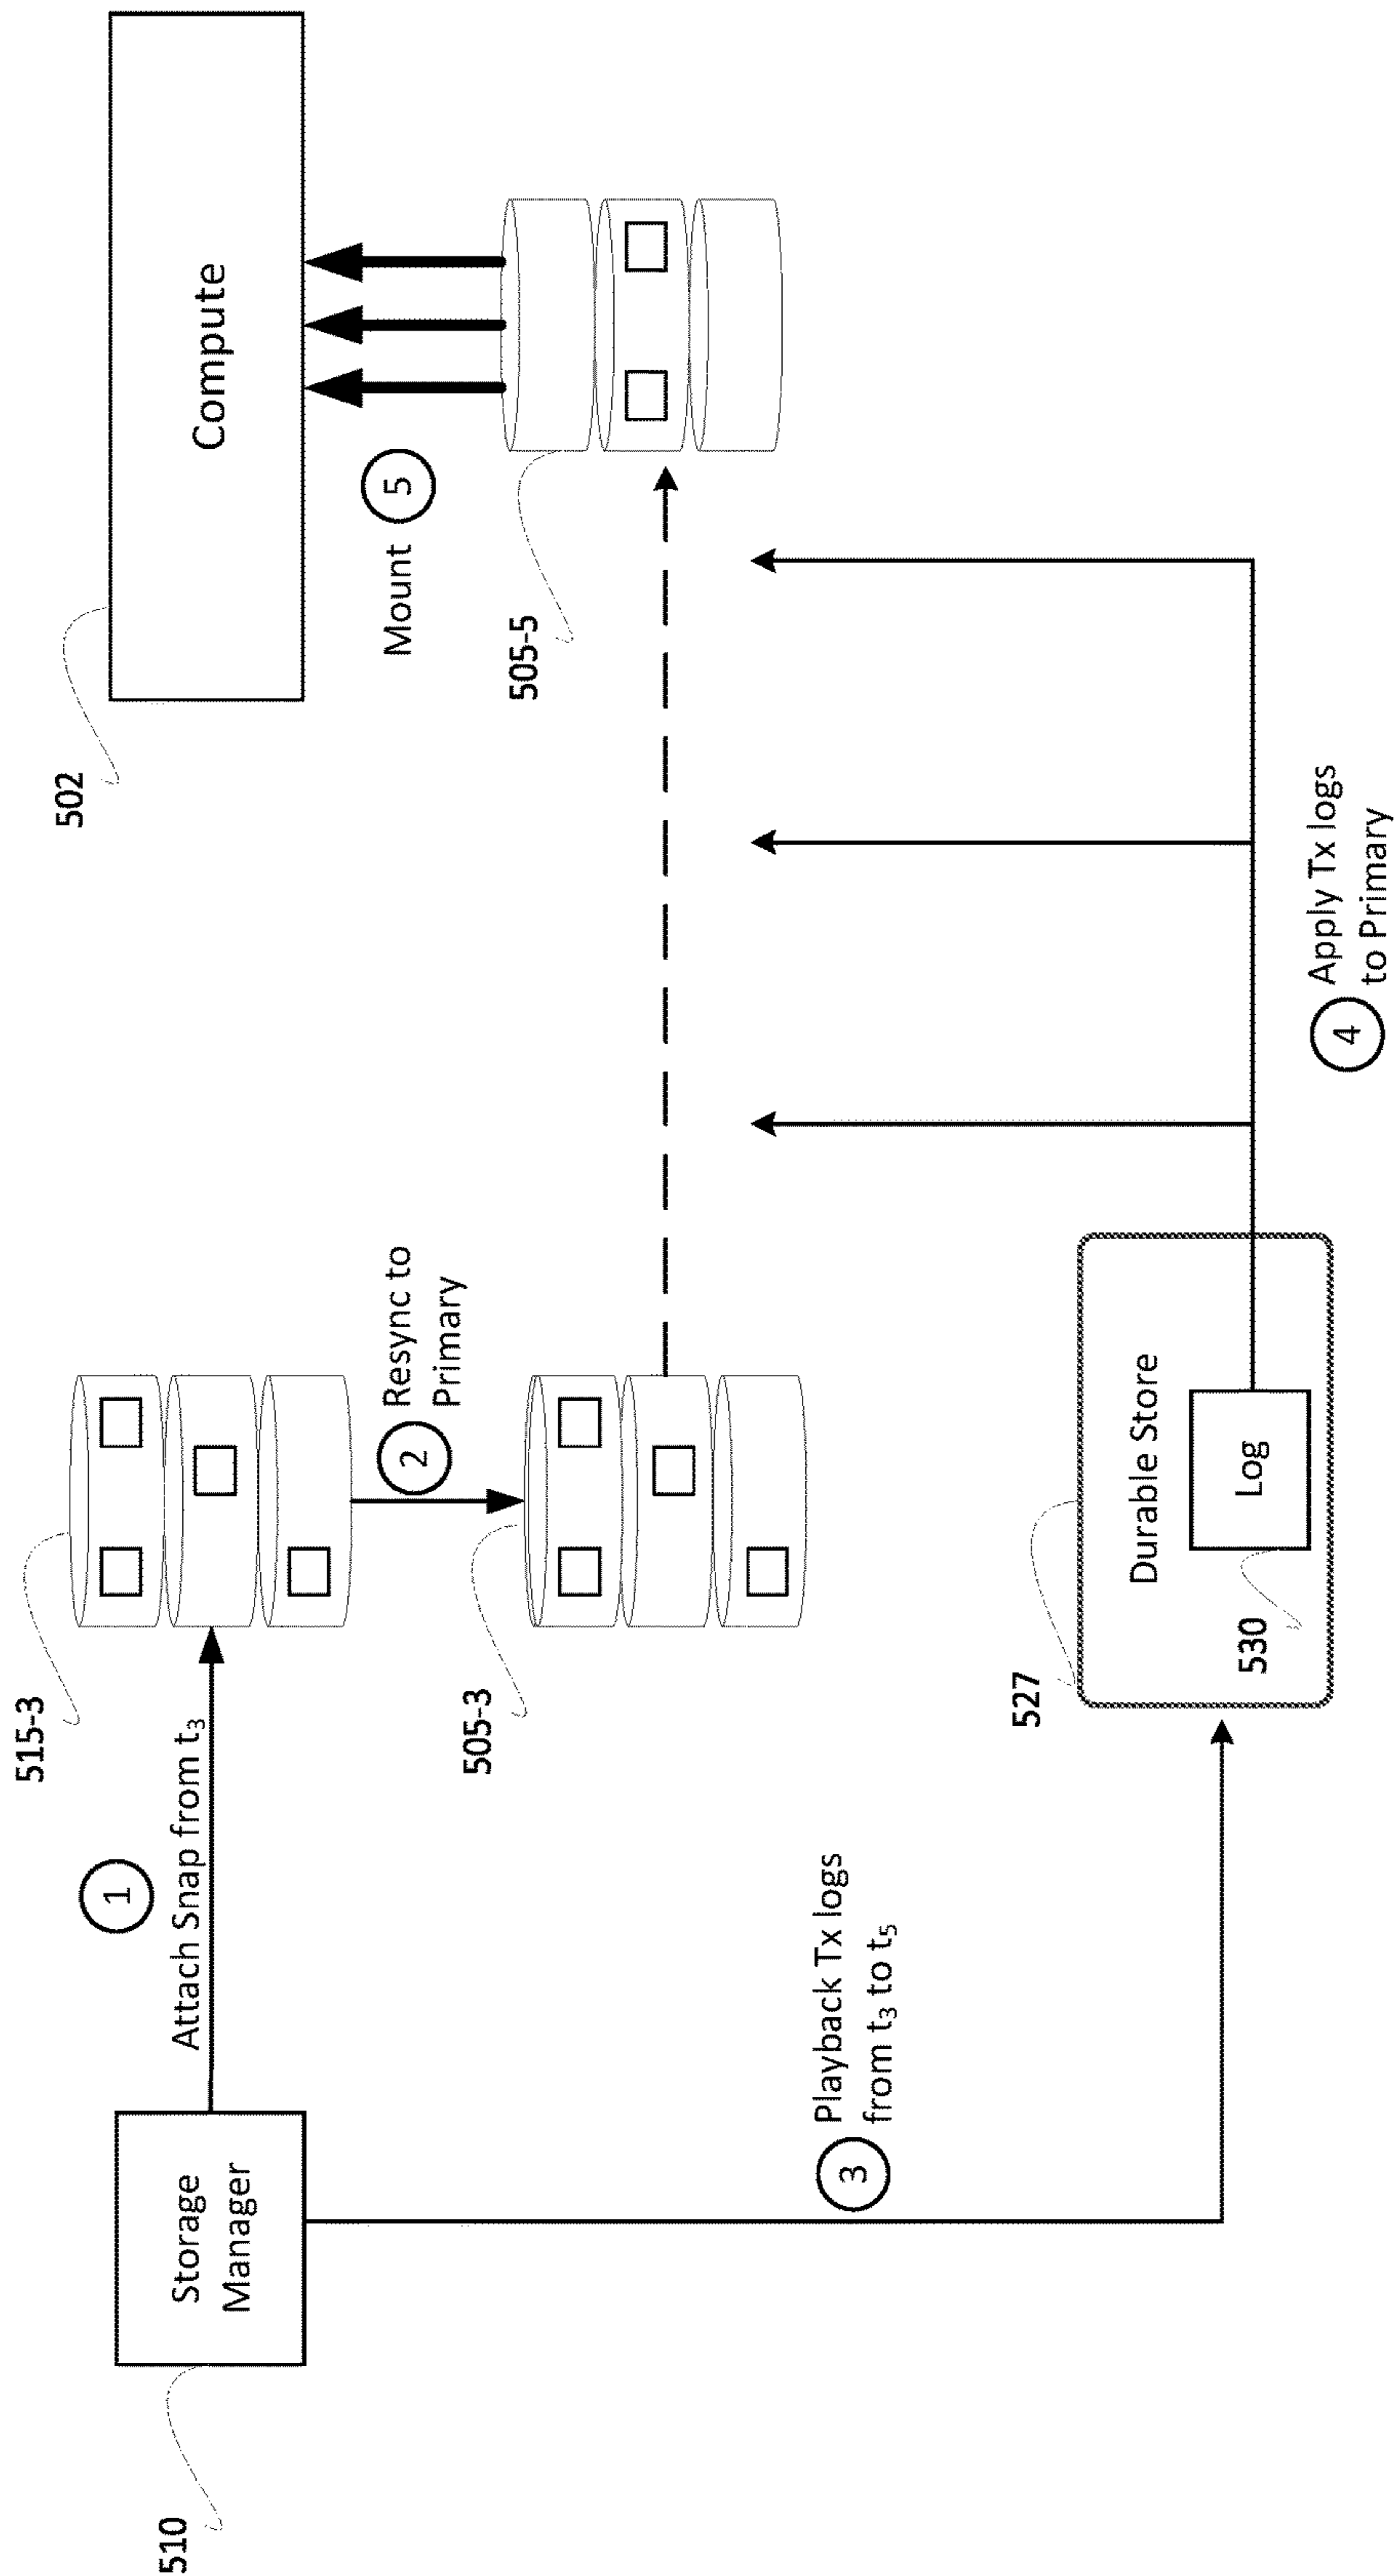 510
Storage
Manager
1
Attach Snap from t₃
515-3
2
Resync to
Primary
505-3
3
Playback Tx logs
from t₃ to t₅
527
Durable Store
Log
530
4
Apply Tx logs
to Primary
502
Compute
Mount
5
505-5